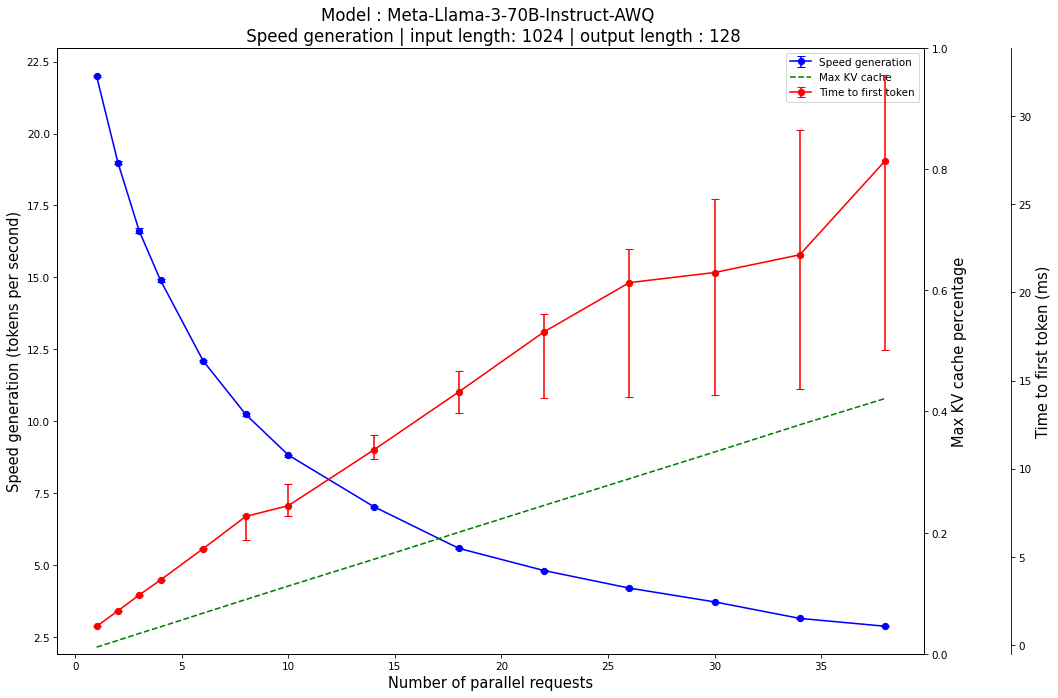 Model : Meta-Llama-3-70B-Instruct-AWQ
Speed generation | input length: 1024 | output length : 128
Speed generation
Max KV cache
Time to first token
Speed generation (tokens per second)
22.5
20.0
17.5
15.0
12.5
10.0
7.5
5.0
2.5
0 5 10 15 20 25 30 35
Number of parallel requests
1.0
0.8
0.6
0.4
0.2
0.0
Max KV cache percentage
30
25
20
15
10
5
0
Time to first token (ms)